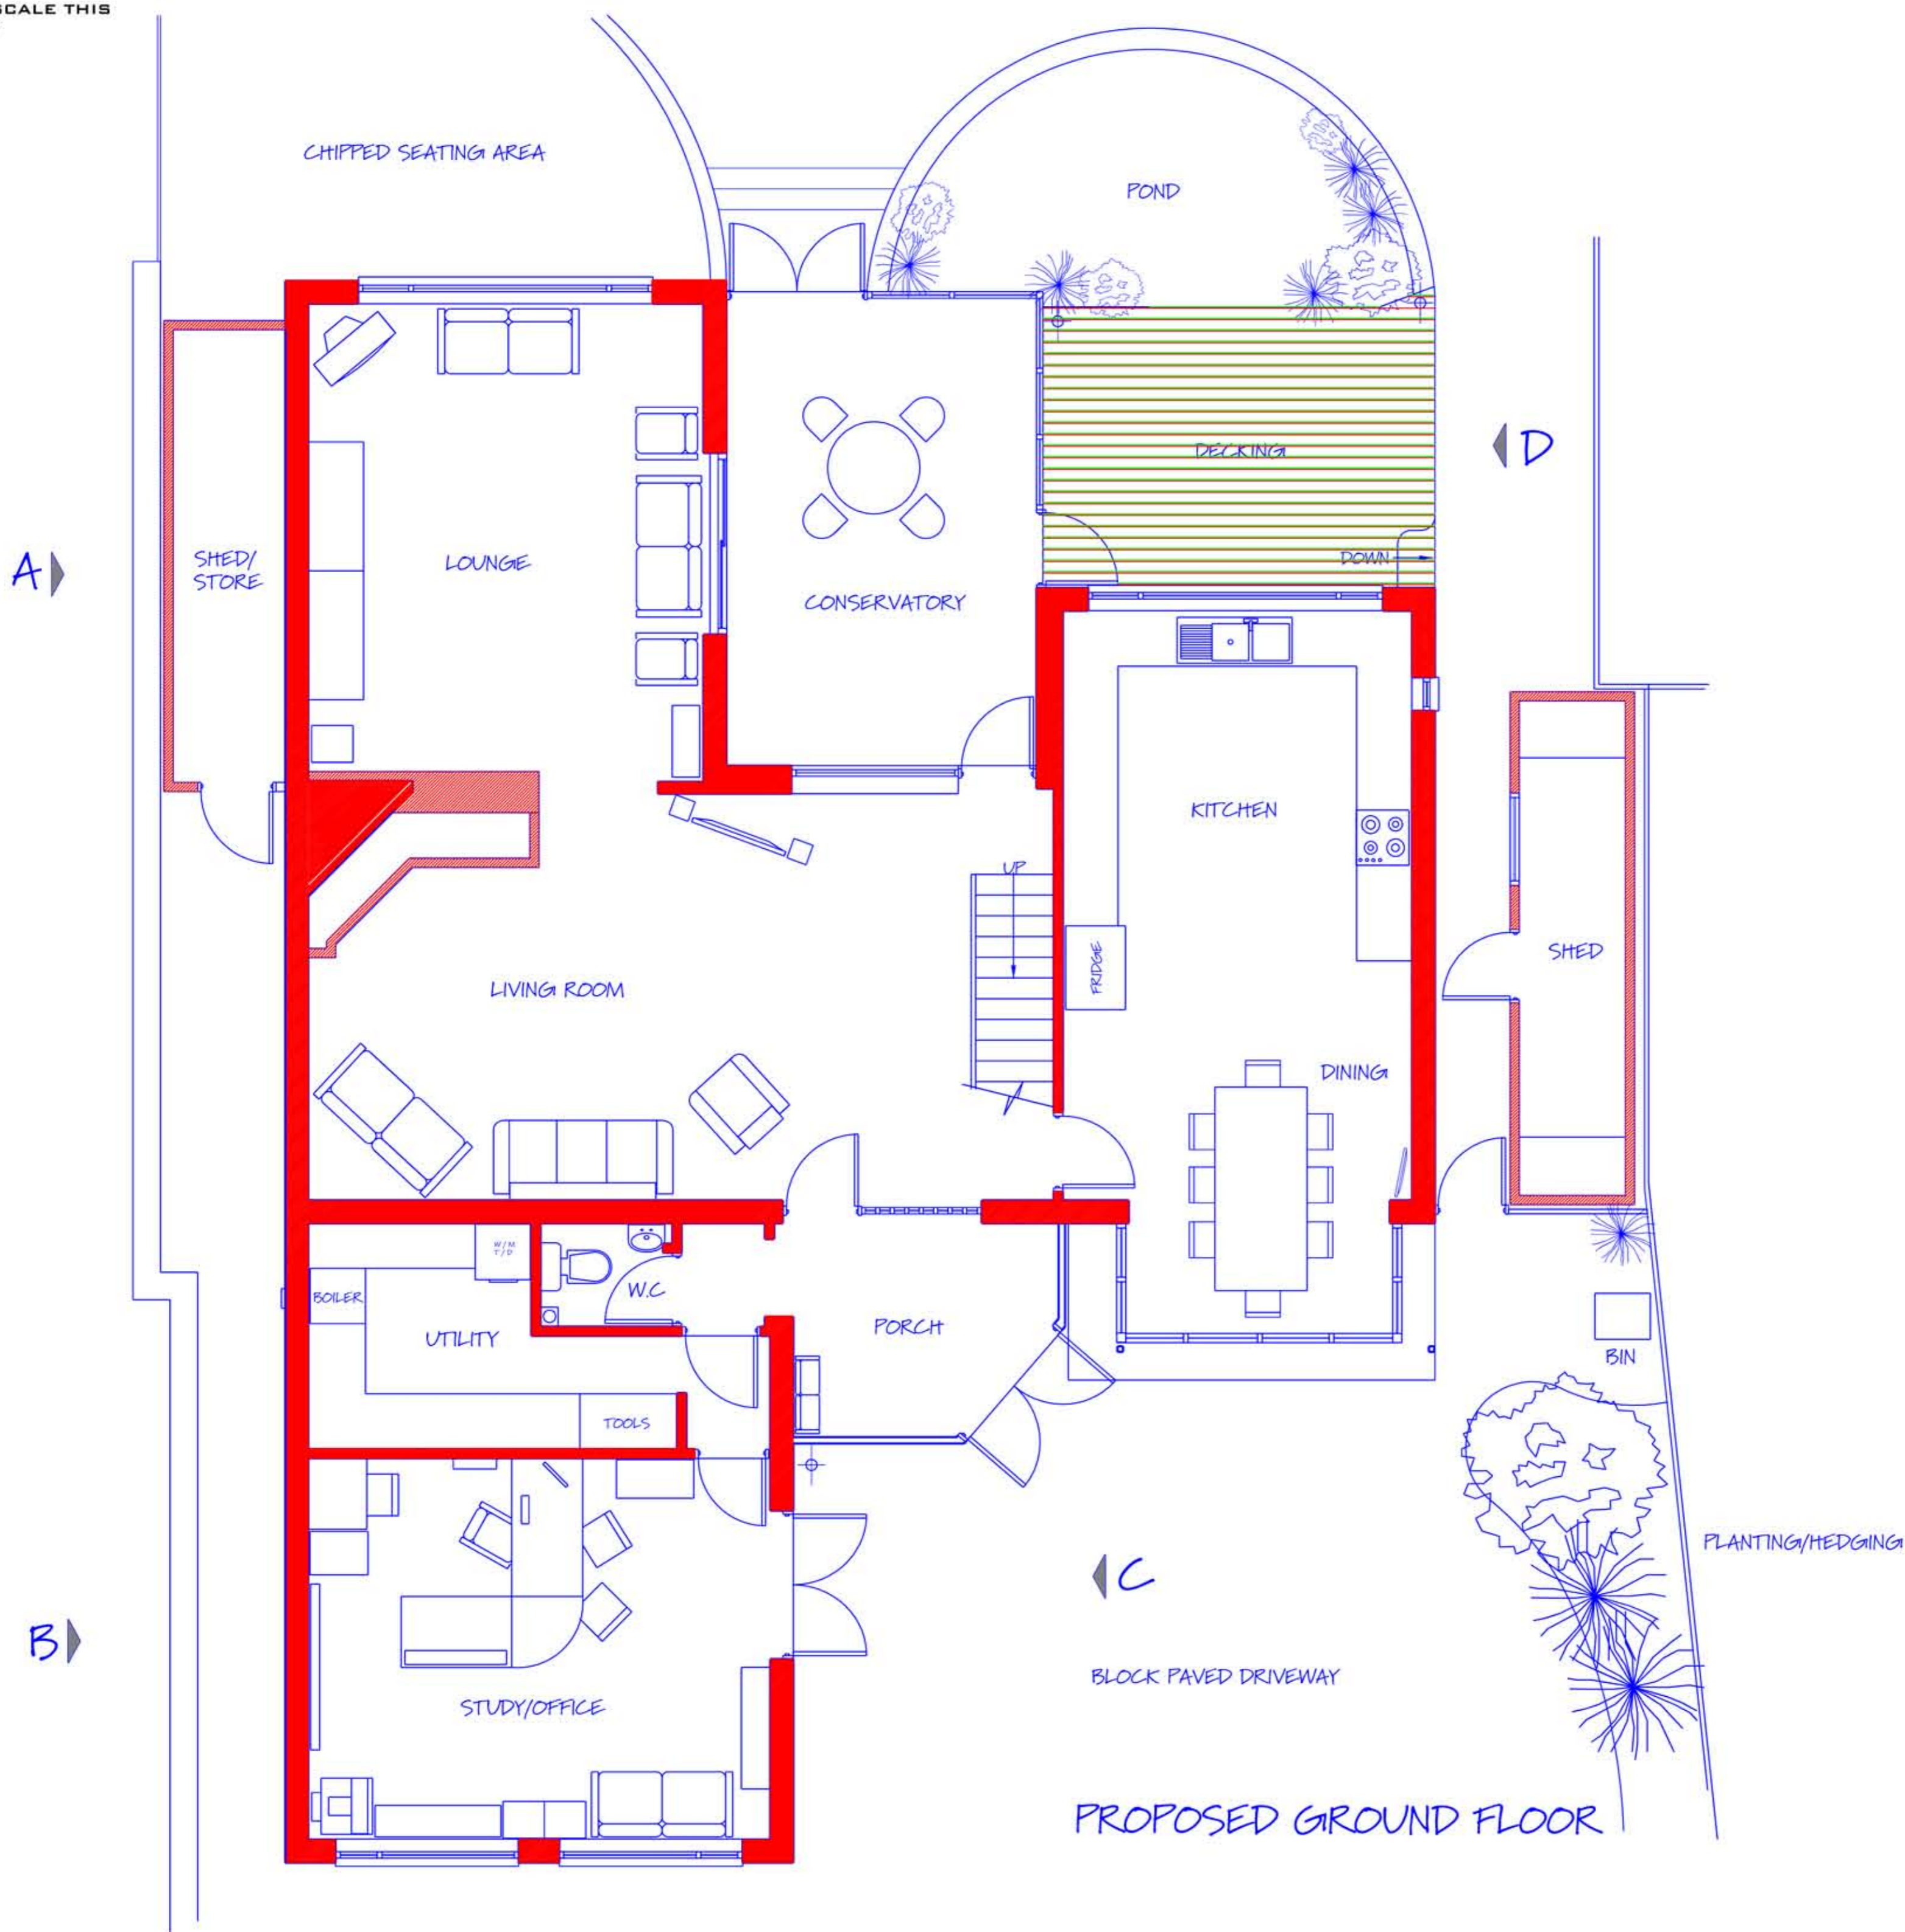 SCALE THIS
CHIPPED SEATING AREA
POND
DECKING
D
A
SHED/
STORE
LOUNGE
DOWN
CONSERVATORY
KITCHEN
UP
SHED
FRIDGE
LIVING ROOM
DINING
W/M
T/D
W.C
BOILER
PORCH
UTILITY
BIN
TOOLS
PLANTING/HEDGING
C
B
BLOCK PAVED DRIVEWAY
STUDY/OFFICE
PROPOSED GROUND FLOOR